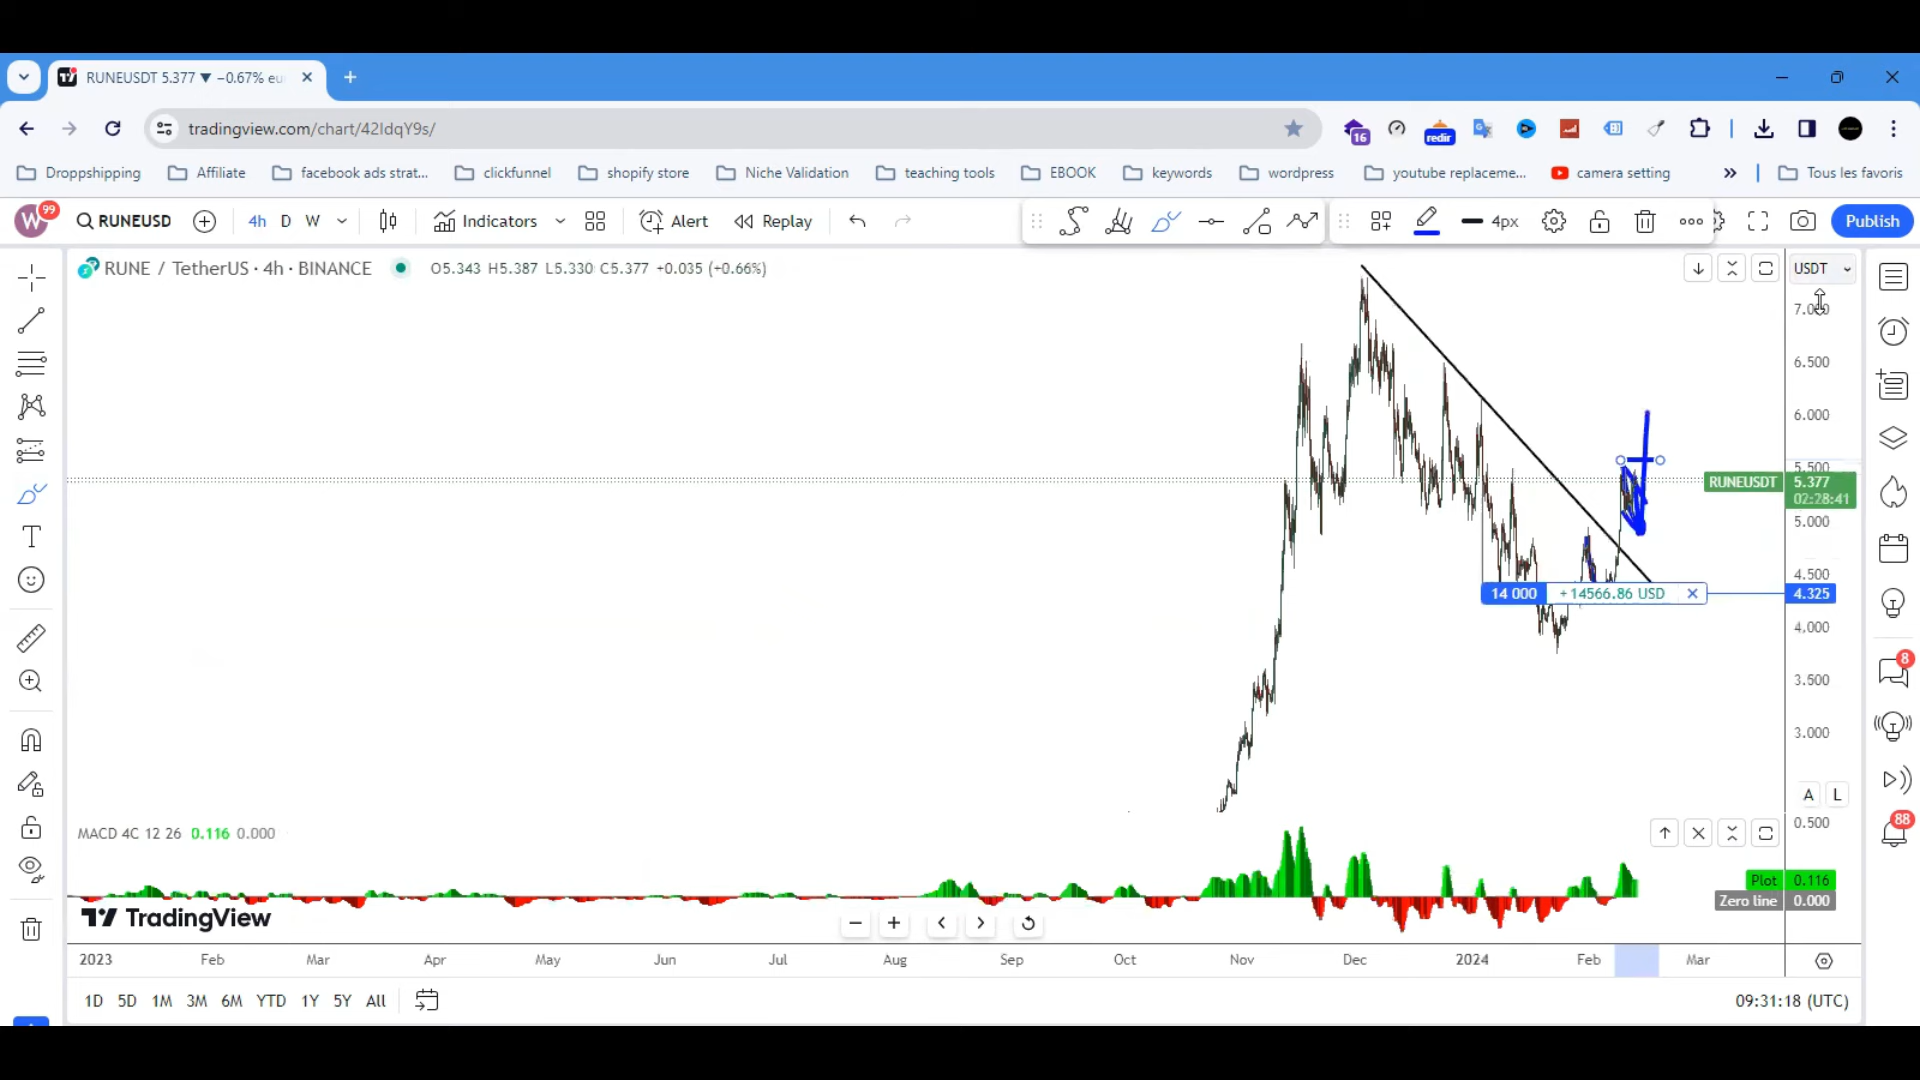 RUNEUSDT 5.377 ▼ −0.67% eu
tradingview.com/chart/42IdqY9s/
16
redir
Droppshipping
Affiliate
facebook ads strat...
clickfunnel
shopify store
Niche Validation
teaching tools
EBOOK
keywords
wordpress
youtube replaceme...
camera setting
»
Tous les favoris
W
99
RUNEUSD
4h
D
W
Indicators
Alert
Replay
4px
Publish
RUNE / TetherUS · 4h · BINANCE
O5.343 H5.387 L5.330 C5.377 +0.035 (+0.66%)
USDT
7.000
6.500
6.000
5.500
RUNEUSDT
5.377
02:28:41
5.000
4.500
14 000
+14566.86 USD
4.325
4.000
3.500
3.000
A
L
8
88
MACD 4C 12 26 0.116 0.000
0.500
Plot
0.116
Zero line
0.000
TradingView
2023
Feb
Mar
Apr
May
Jun
Jul
Aug
Sep
Oct
Nov
Dec
2024
Feb
Mar
1D
5D
1M
3M
6M
YTD
1Y
5Y
All
09:31:18 (UTC)